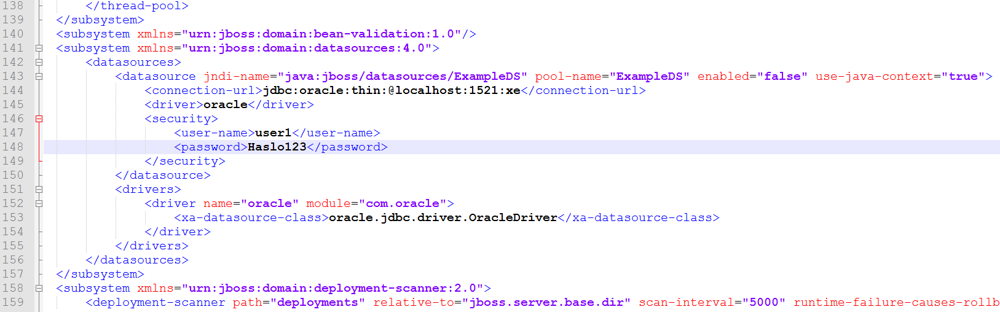 138 </thread-pool>
139 </subsystem>
140 <subsystem xmlns="urn:jboss:domain:bean-validation:1.0"/>
141 <subsystem xmlns="urn:jboss:domain:datasources:4.0">
142 <datasources>
143 <datasource jndi-name="java:jboss/datasources/ExampleDS" pool-name="ExampleDS" enabled="false" use-java-context="true">
144 <connection-url>jdbc:oracle:thin:@localhost:1521:xe</connection-url>
145 <driver>oracle</driver>
146 <security>
147 <user-name>user1</user-name>
148 <password>Haslo123</password>
149 </security>
150 </datasource>
151 <drivers>
152 <driver name="oracle" module="com.oracle">
153 <xa-datasource-class>oracle.jdbc.driver.OracleDriver</xa-datasource-class>
154 </driver>
155 </drivers>
156 </datasources>
157 </subsystem>
158 <subsystem xmlns="urn:jboss:domain:deployment-scanner:2.0">
159 <deployment-scanner path="deployments" relative-to="jboss.server.base.dir" scan-interval="5000" runtime-failure-causes-rollb